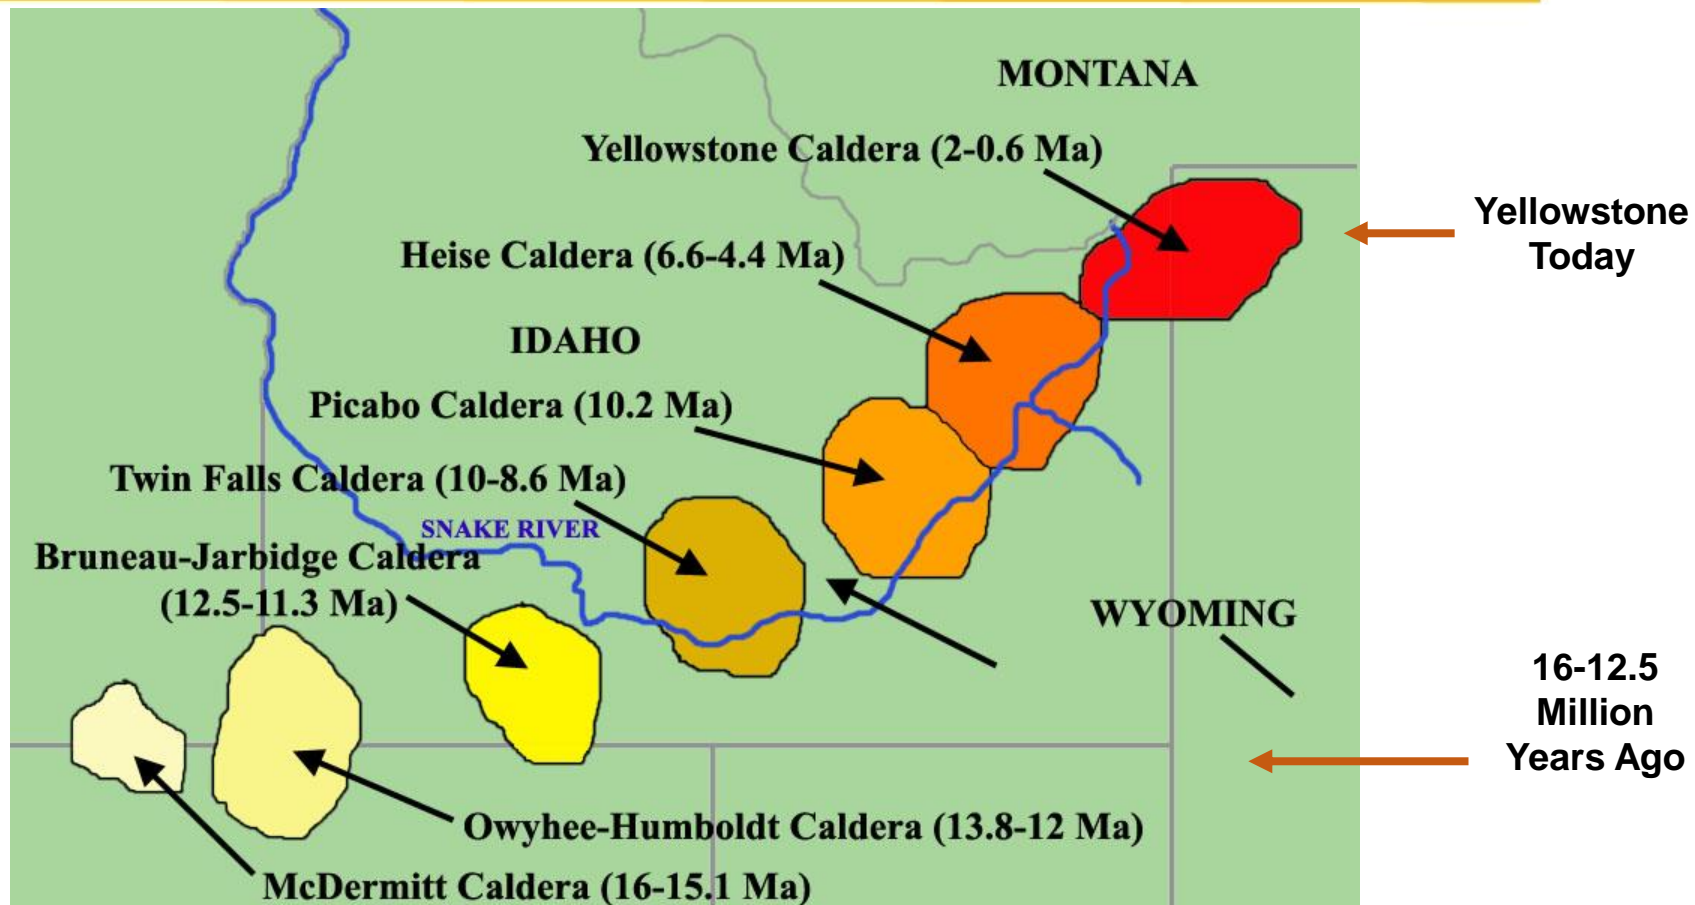 MONTANA
Yellowstone Caldera (2-0.6 Ma)
Yellowstone
Today
Heise Caldera (6.6-4.4 Ma)
IDAHO
Picabo Caldera (10.2 Ma)
Twin Falls Caldera (10-8.6 Ma)
SNAKE RIVER
Bruneau-Jarbidge Caldera
(12.5-11.3 Ma)
WYOMING
16-12.5
Million
Years Ago
Owyhee-Humboldt Caldera (13.8-12 Ma)
McDermitt Caldera (16-15.1 Ma)